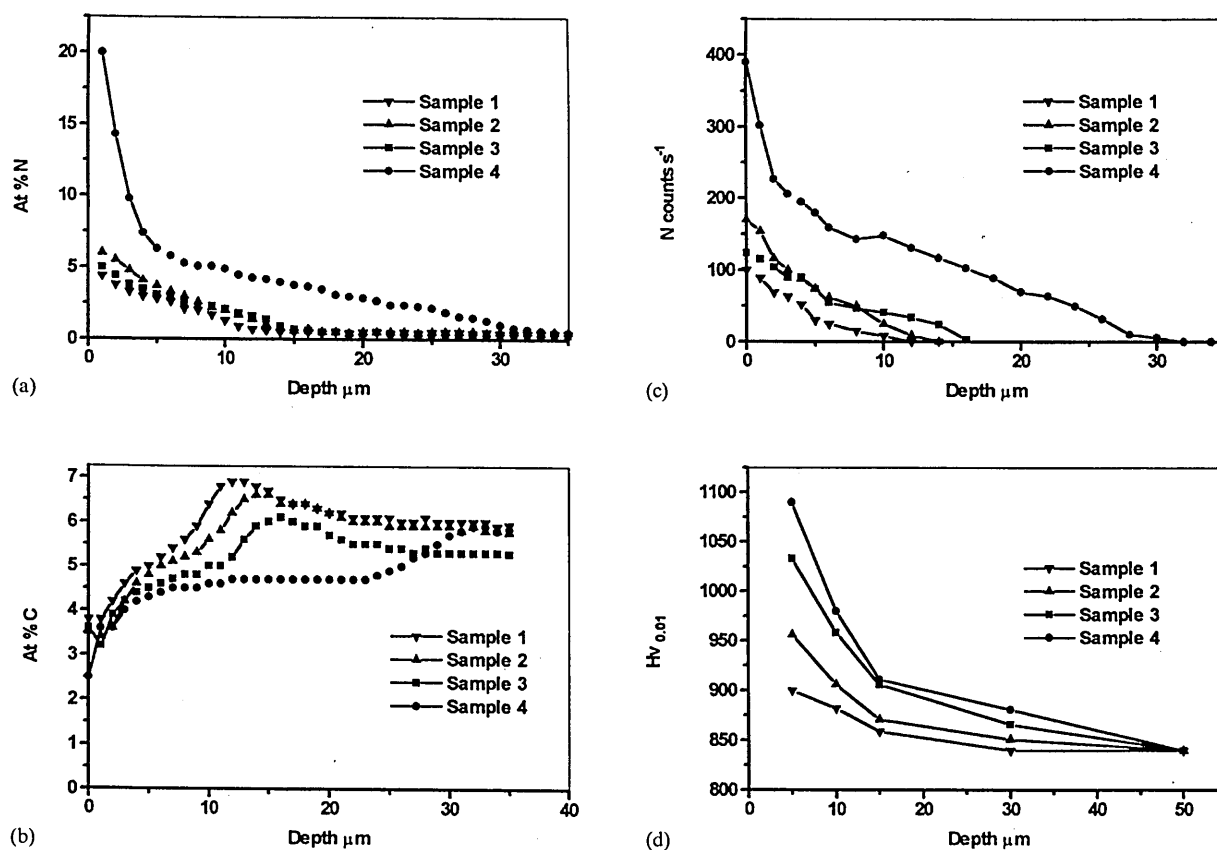 20
15
10
5
0
At % N
0
10
20
30
Depth μm
Sample 1
Sample 2
Sample 3
Sample 4
(a)
400
300
200
100
0
N counts s⁻¹
0
10
20
30
Depth μm
Sample 1
Sample 2
Sample 3
Sample 4
(c)
7
6
5
4
3
2
1
0
At % C
0
10
20
30
40
Depth μm
Sample 1
Sample 2
Sample 3
Sample 4
(b)
1100
1050
1000
950
900
850
800
Hv 0.01
0
10
20
30
40
50
Depth μm
Sample 1
Sample 2
Sample 3
Sample 4
(d)